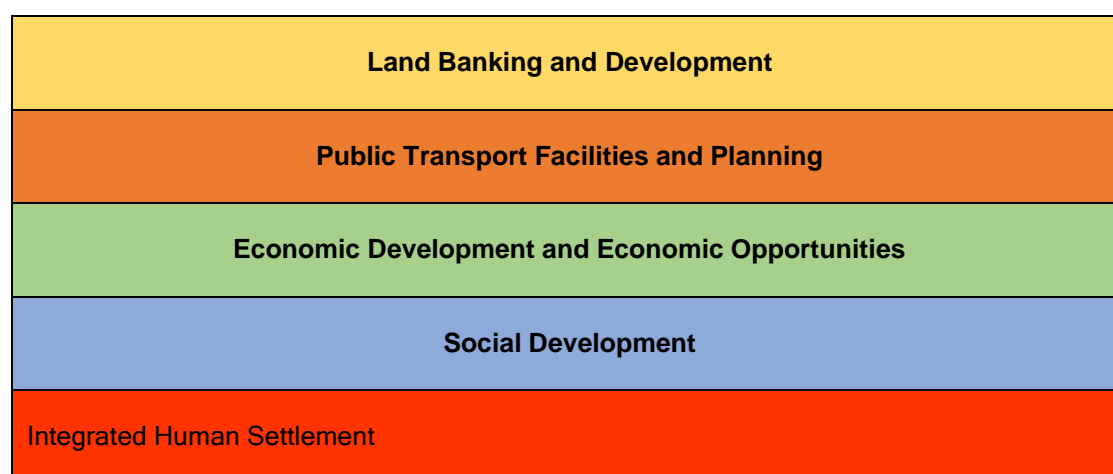 Land Banking and Development
Public Transport Facilities and Planning
Economic Development and Economic Opportunities
Social Development
Integrated Human Settlement